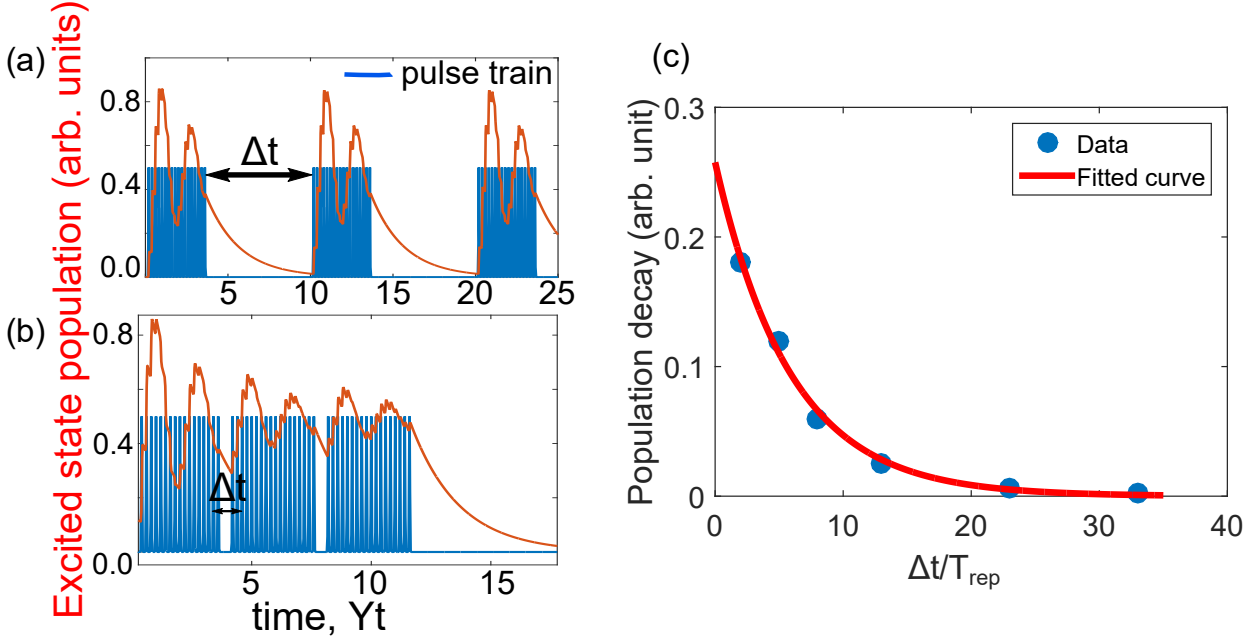 Excited state population (arb. units)
(a)
pulse train
Δt
0.8
0.4
0.0
5
10
15
20
25
(b)
0.8
0.4
0.0
Δt
5
10
15
time, Yt
(c)
Population decay (arb. unit)
0.3
0.2
0.1
0
Data
Fitted curve
0
10
20
30
40
Δt/Trep